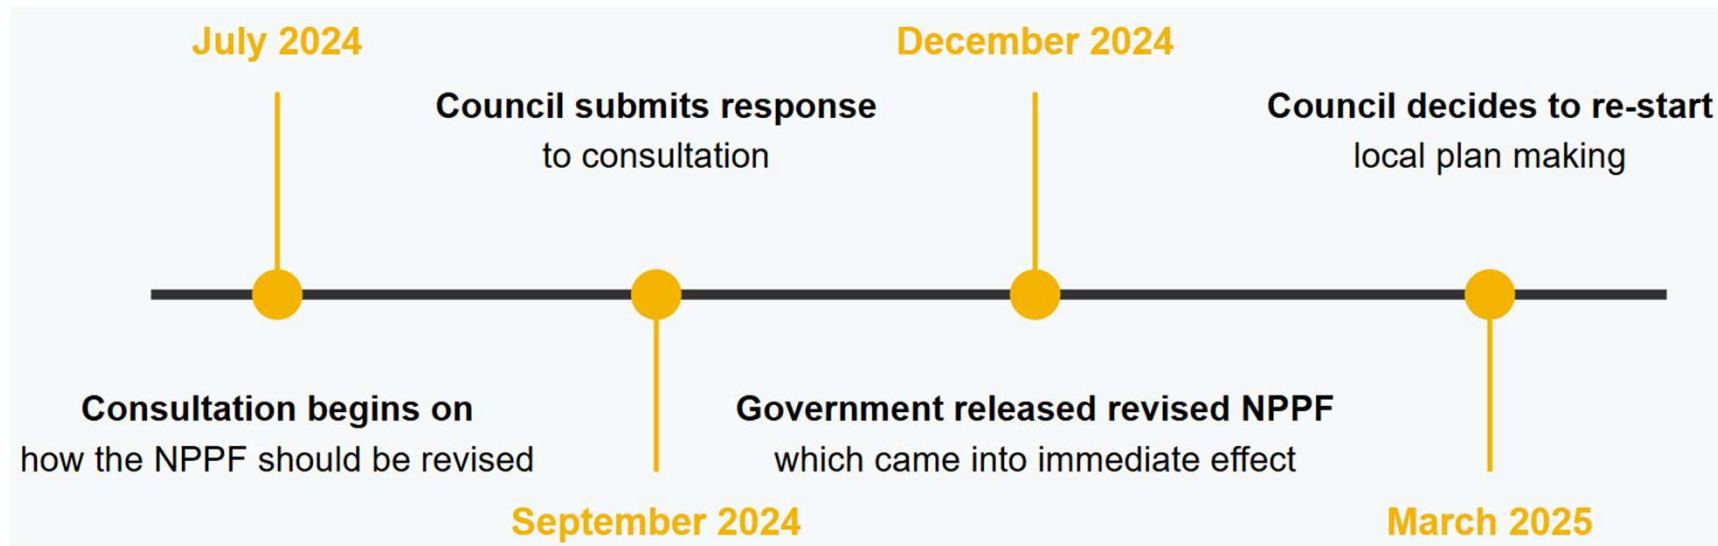 July 2024
Consultation begins on
how the NPPF should be revised
Council submits response
to consultation
September 2024
December 2024
Government released revised NPPF
which came into immediate effect
Council decides to re-start
local plan making
March 2025